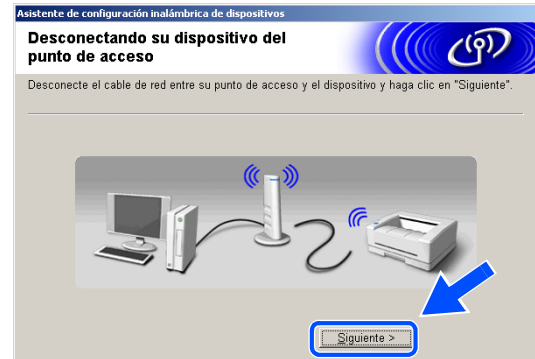 Asistente de configuración inalámbrica de dispositivos
Desconectando su dispositivo del
punto de acceso
Desconecte el cable de red entre su punto de acceso y el dispositivo y haga clic en "Siguiente".
Siguiente >